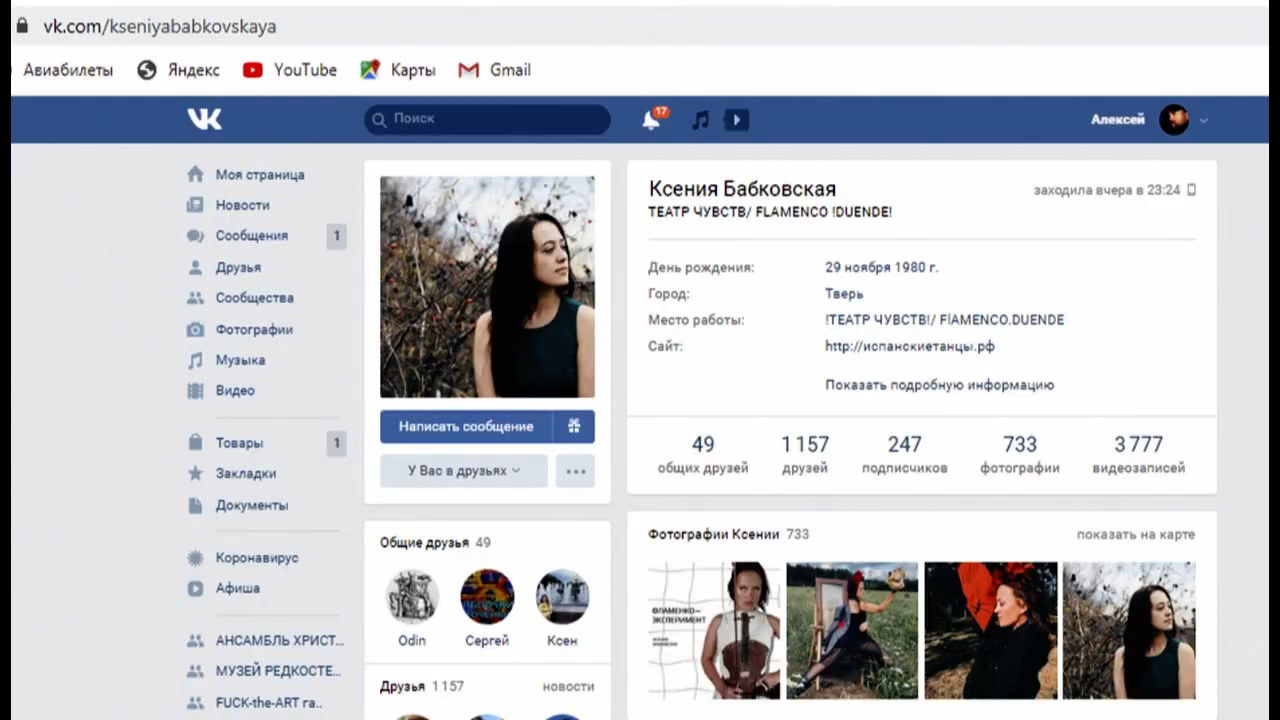 vk.com/kseniyababkovskaya
Авиабилеты Яндекс YouTube Карты Gmail
VK Поиск 17 Алексей
Моя страница
Новости
Сообщения 1
Друзья
Сообщества
Фотографии
Музыка
Видео
Товары 1
Закладки
Документы
Коронавирус
Афиша
АНСАМБЛЬ ХРИСТ...
МУЗЕЙ РЕДКОСТЕ...
FUCK-the-ART га..
Написать сообщение
У Вас в друзьях
Общие друзья 49
Odin Сергей Ксен
Друзья 1 157 новости
Ксения Бабковская заходила вчера в 23:24
ТЕАТР ЧУВСТВ/ FLAMENCO !DUENDE!
День рождения: 29 ноября 1980 г.
Город: Тверь
Место работы: !ТЕАТР ЧУВСТВ!/ FlAMENCO.DUENDE
Сайт: http://испанскиетанцы.рф
Показать подробную информацию
49 1 157 247 733 3 777
общих друзей друзей подписчиков фотографии видеозаписей
Фотографии Ксении 733 показать на карте
ФЛАМЕНКО—
ЭКСПЕРИМЕНТ